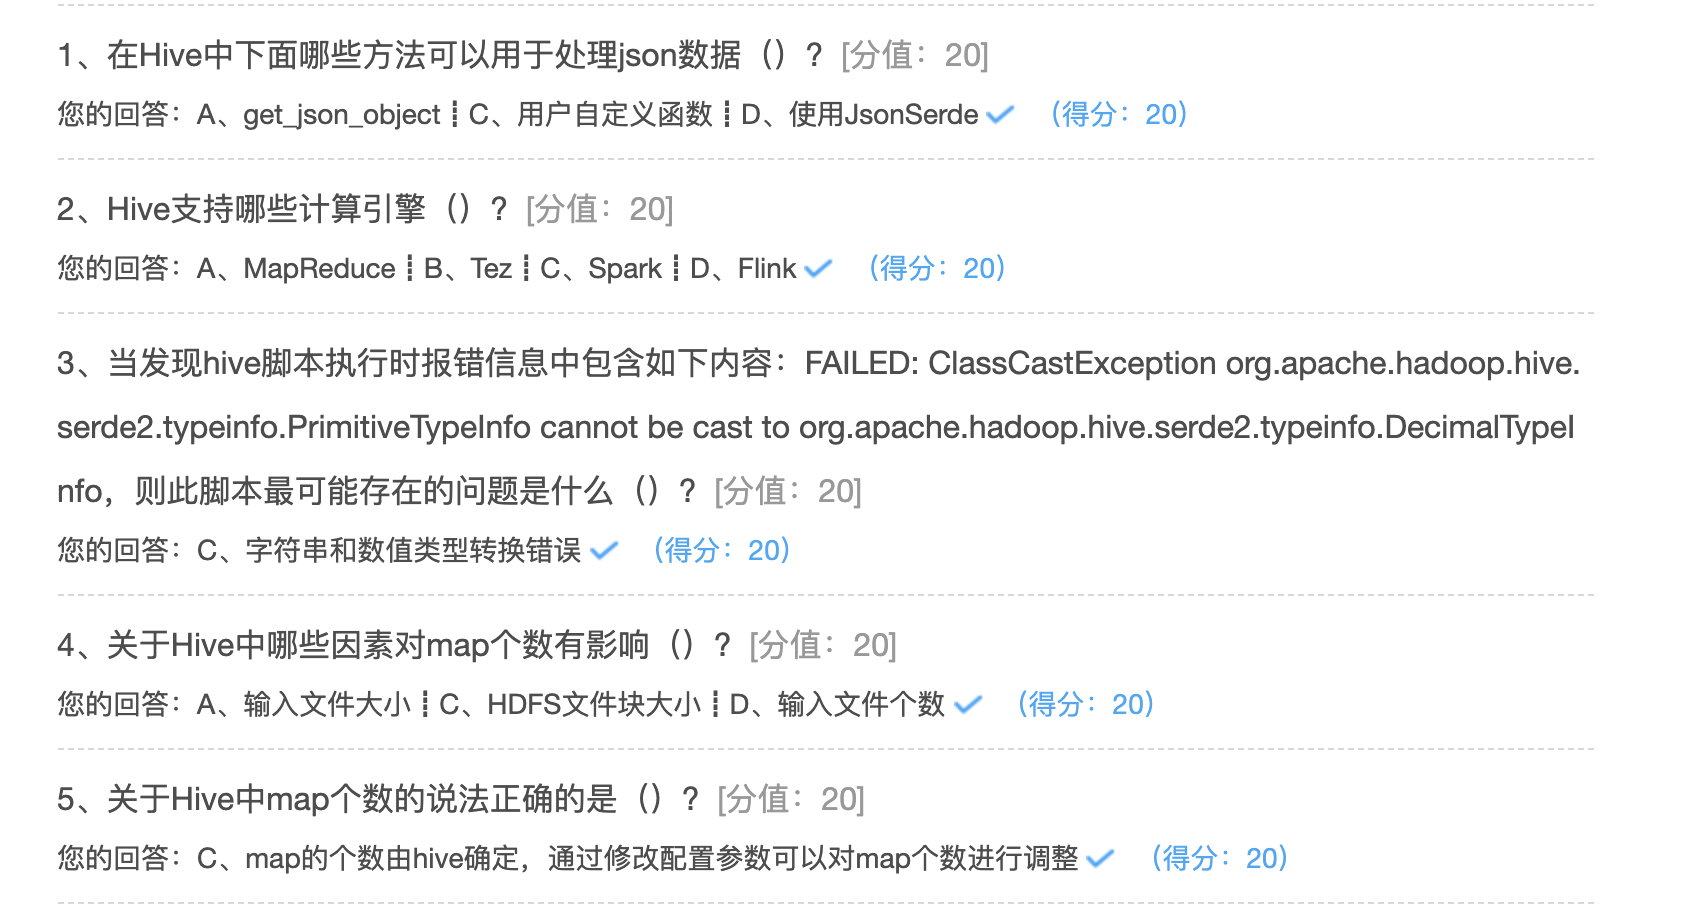 1、在Hive中下面哪些方法可以用于处理json数据（）？ [分值：20]
您的回答：A、get_json_object┋C、用户自定义函数┋D、使用JsonSerde （得分：20）
2、Hive支持哪些计算引擎（）？ [分值：20]
您的回答：A、MapReduce┋B、Tez┋C、Spark┋D、Flink （得分：20）
3、当发现hive脚本执行时报错信息中包含如下内容：FAILED: ClassCastException org.apache.hadoop.hive.
serde2.typeinfo.PrimitiveTypeInfo cannot be cast to org.apache.hadoop.hive.serde2.typeinfo.DecimalTypeI
nfo，则此脚本最可能存在的问题是什么（）？ [分值：20]
您的回答：C、字符串和数值类型转换错误 （得分：20）
4、关于Hive中哪些因素对map个数有影响（）？ [分值：20]
您的回答：A、输入文件大小┋C、HDFS文件块大小┋D、输入文件个数 （得分：20）
5、关于Hive中map个数的说法正确的是（）？ [分值：20]
您的回答：C、map的个数由hive确定，通过修改配置参数可以对map个数进行调整 （得分：20）